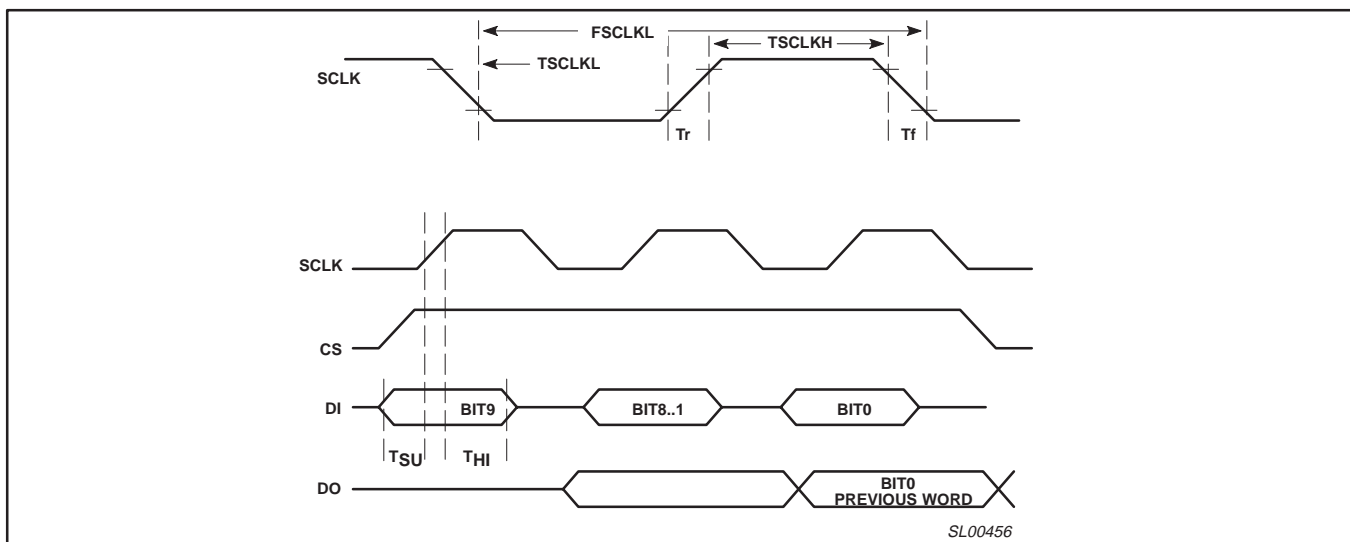 FSCLKL
TSCLKH
TSCLKL
SCLK
Tr
Tf
SCLK
CS
DI
BIT9
BIT8..1
BIT0
TSU
THI
DO
BIT0
PREVIOUS WORD
SL00456